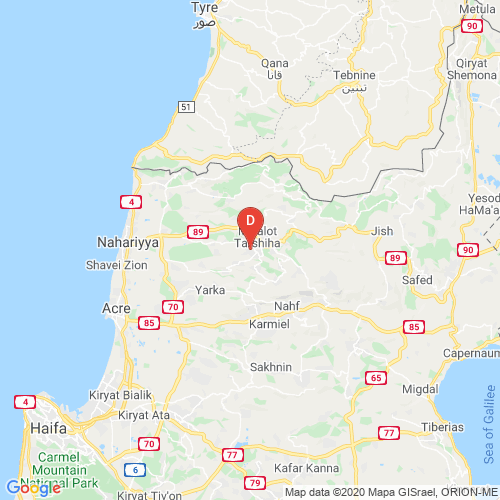 Tyre
صور
Metula
90
Qana
قانا
Tebnine
تبنين
Qiryat
Shemona
51
4
Yesod
HaMa'a
D
89
Ma'alot
Tarshiha
Jish
Nahariyya
90
89
Shavei Zion
Safed
Yarka
70
Nahf
Acre
85
Karmiel
85
Capernaum
Sakhnin
65
Migdal
Kiryat Bialik
4
Kiryat Ata
Haifa
Tiberias
Sea of Galilee
77
70
77
Carmel
Mountain
National Park
6
Kafar Kanna
79
77
Kiryat Tiv'on
Map data ©2020 Mapa GISrael, ORION-ME